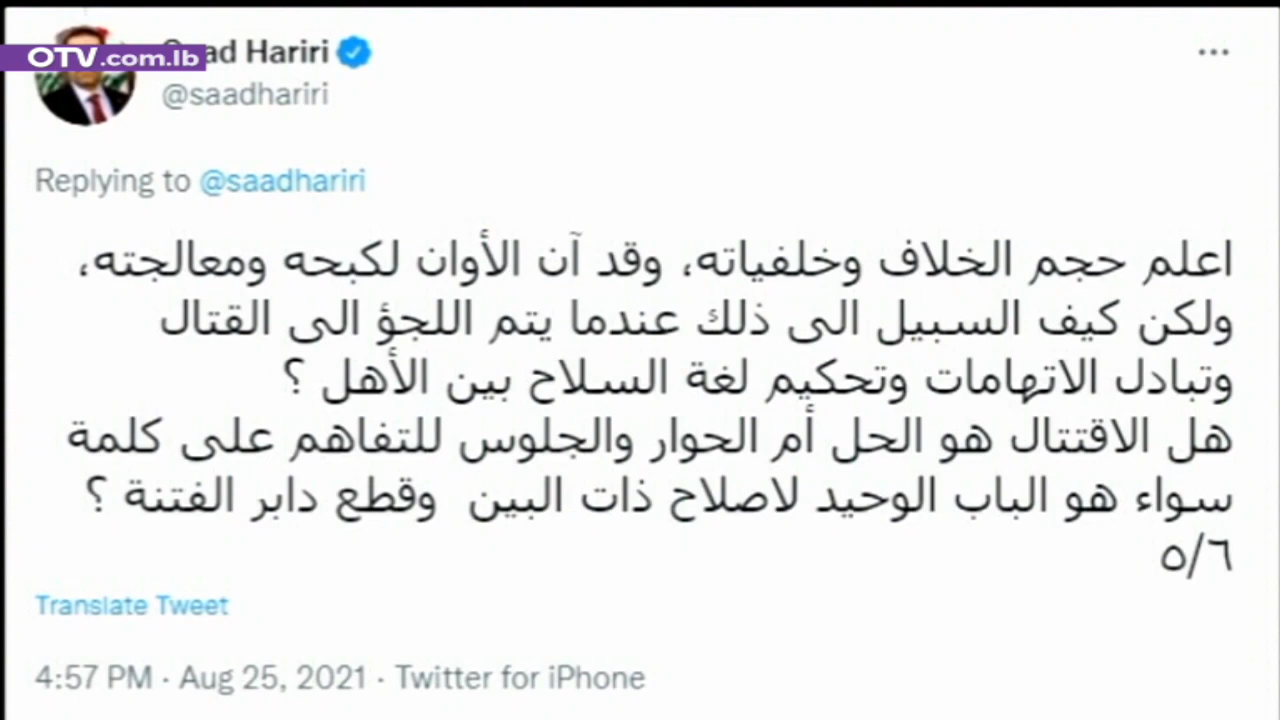 OTV.com.lb
ad Hariri
@saadhariri
Replying to @saadhariri
اعلم حجم الخلاف وخلفياته، وقد آن الأوان لكبحه ومعالجته،
ولكن كيف السبيل الى ذلك عندما يتم اللجؤ الى القتال
وتبادل الاتهامات وتحكيم لغة السلاح بين الأهل ؟
هل الاقتتال هو الحل أم الحوار والجلوس للتفاهم على كلمة
سواء هو الباب الوحيد لاصلاح ذات البين وقطع دابر الفتنة ؟
٥/٦
Translate Tweet
4:57 PM · Aug 25, 2021 · Twitter for iPhone